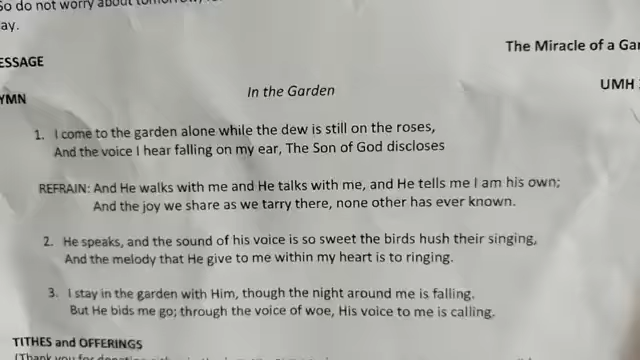 So do not worry about tomorrow,
ay.
The Miracle of a Gar
ESSAGE
YMN
In the Garden
UMH
1. I come to the garden alone while the dew is still on the roses,
And the voice I hear falling on my ear, The Son of God discloses
REFRAIN: And He walks with me and He talks with me, and He tells me I am his own;
And the joy we share as we tarry there, none other has ever known.
2. He speaks, and the sound of his voice is so sweet the birds hush their singing,
And the melody that He give to me within my heart is to ringing.
3. I stay in the garden with Him, though the night around me is falling.
But He bids me go; through the voice of woe, His voice to me is calling.
TITHES and OFFERINGS
(Thank you for